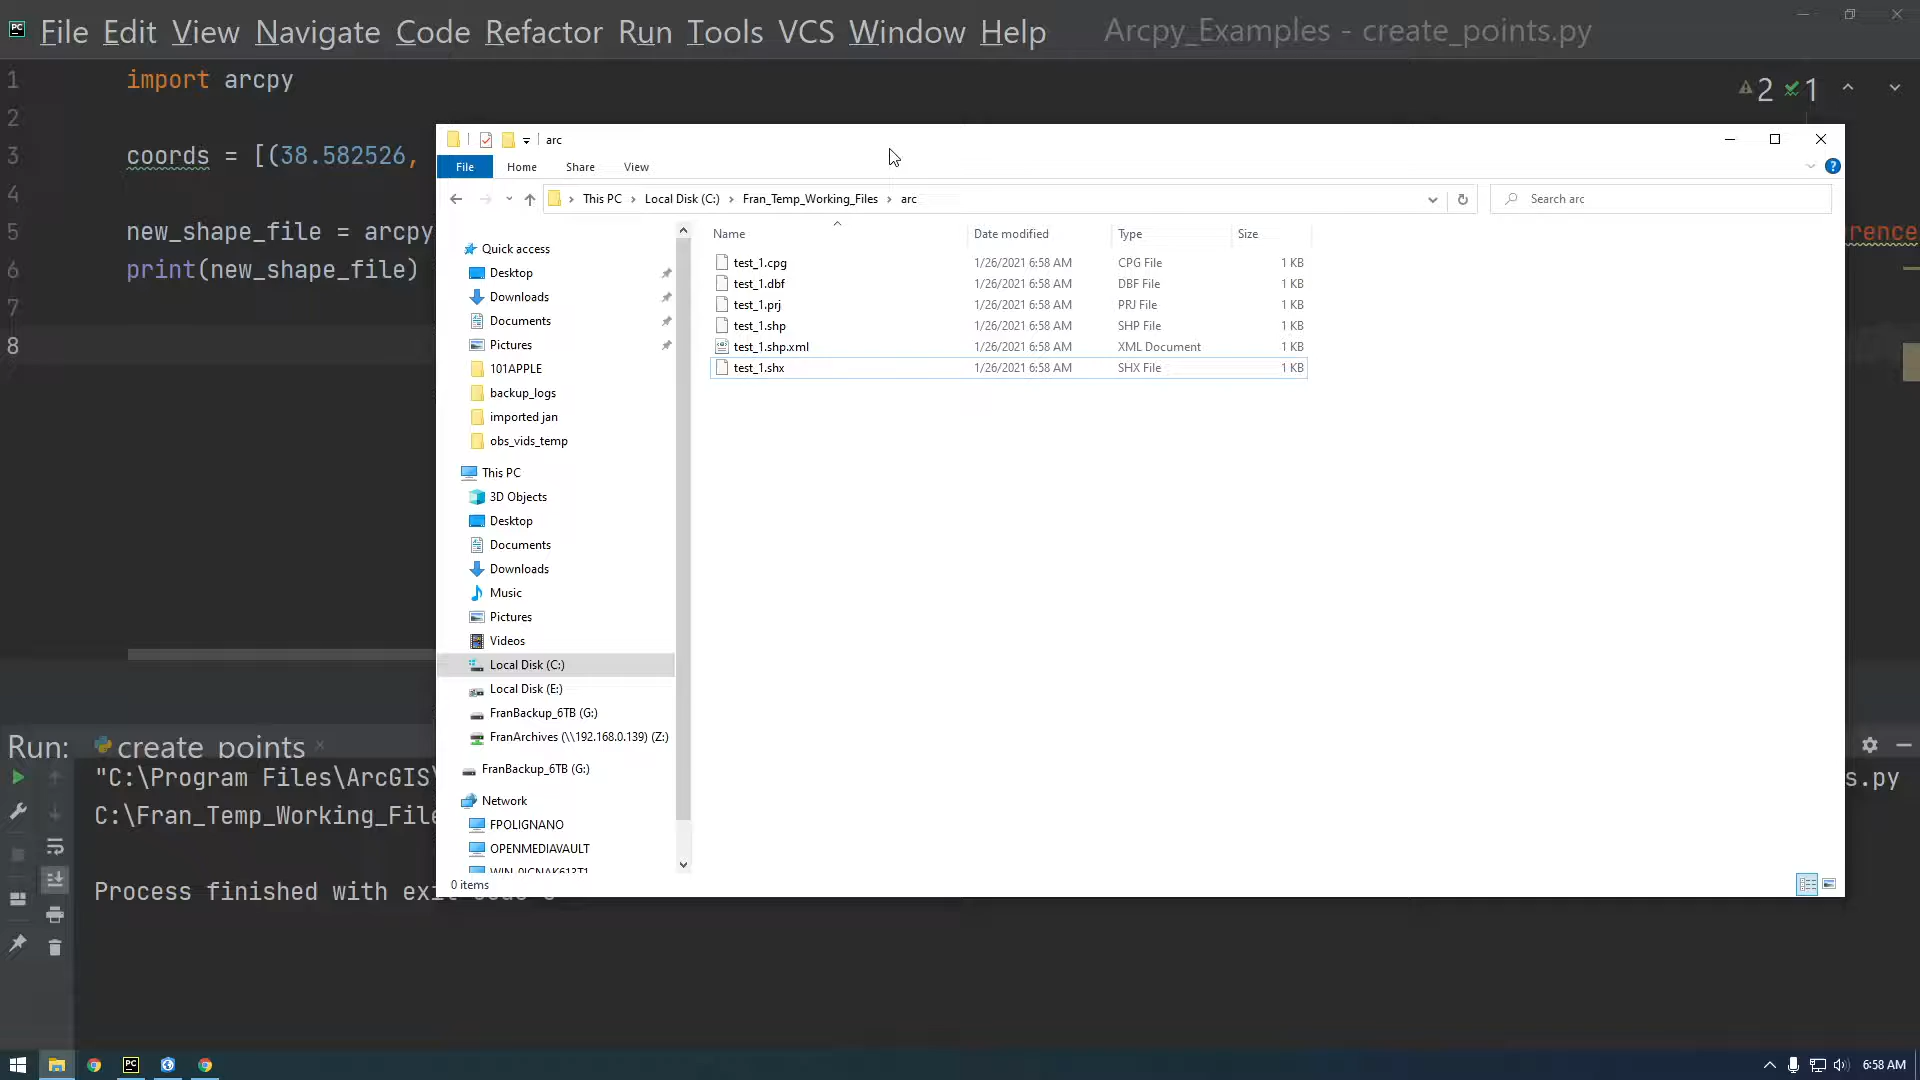 File Edit View Navigate Code Refactor Run Tools VCS Window Help Arcpy_Examples - create_points.py
1 import arcpy
2
3 coords = [(38.582526,
4
5 new_shape_file = arcpy
rence
6 print(new_shape_file)
7
8
2 1
arc
File Home Share View
This PC Local Disk (C:) Fran_Temp_Working_Files arc
Search arc
Name Date modified Type Size
test_1.cpg 1/26/2021 6:58 AM CPG File 1 KB
test_1.dbf 1/26/2021 6:58 AM DBF File 1 KB
test_1.prj 1/26/2021 6:58 AM PRJ File 1 KB
test_1.shp 1/26/2021 6:58 AM SHP File 1 KB
test_1.shp.xml 1/26/2021 6:58 AM XML Document 1 KB
test_1.shx 1/26/2021 6:58 AM SHX File 1 KB
Quick access
Desktop
Downloads
Documents
Pictures
101APPLE
backup_logs
imported jan
obs_vids_temp
This PC
3D Objects
Desktop
Documents
Downloads
Music
Pictures
Videos
Local Disk (C:)
Local Disk (E:)
FranBackup_6TB (G:)
FranArchives (\\192.168.0.139) (Z:)
FranBackup_6TB (G:)
Network
FPOLIGNANO
OPENMEDIAVAULT
0 items
Run: create_points
"C:\Program Files\ArcGIS\
s.py
C:\Fran_Temp_Working_File
Process finished with exit code 0
6:58 AM